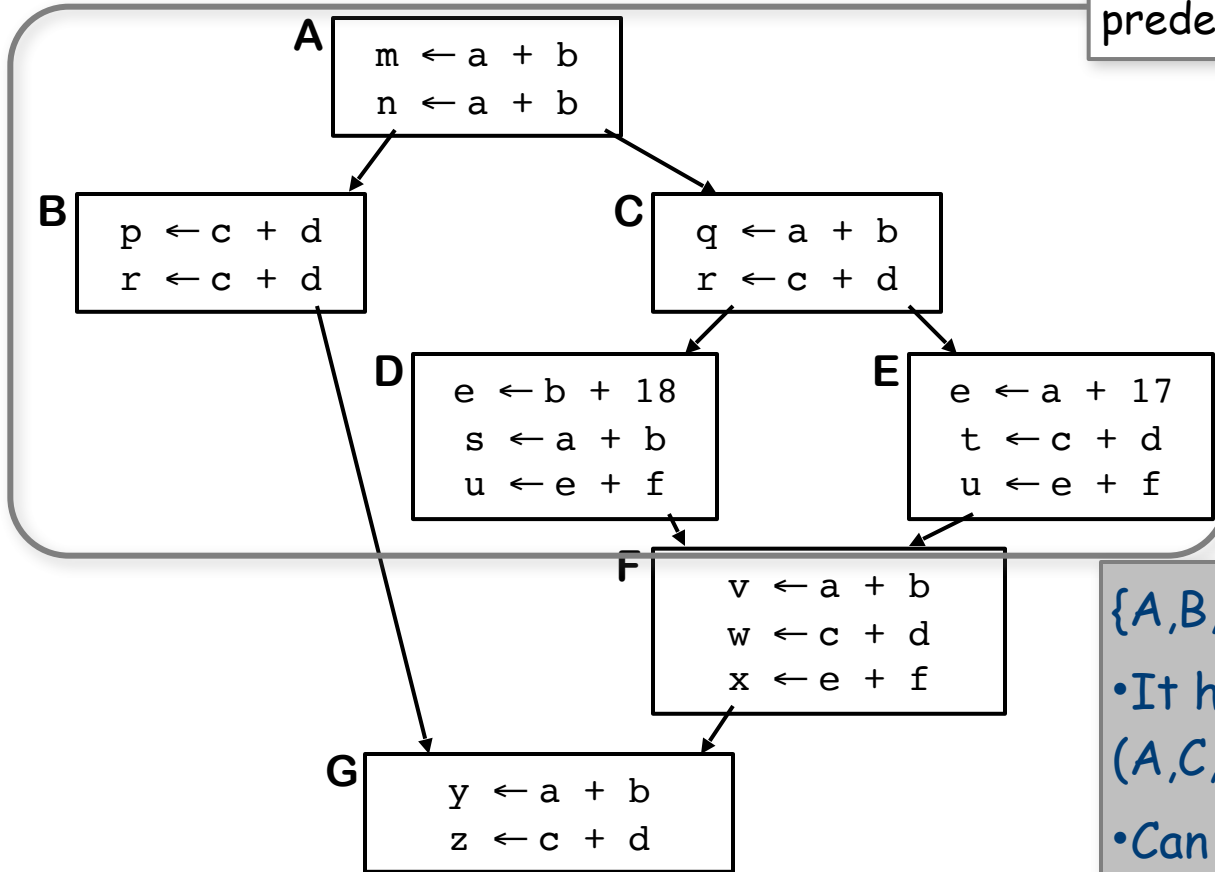 prede
A
m ← a + b
n ← a + b
B
p ← c + d
r ← c + d
C
q ← a + b
r ← c + d
D
e ← b + 18
s ← a + b
u ← e + f
E
e ← a + 17
t ← c + d
u ← e + f
F
v ← a + b
w ← c + d
x ← e + f
G
y ← a + b
z ← c + d
{A,B,
•It h
(A,C,
•Can